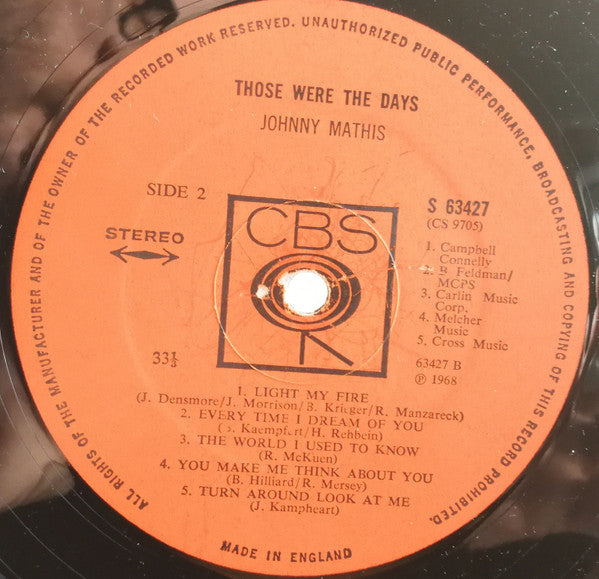 ALL RIGHTS OF THE MANUFACTURER AND OF THE OWNER OF THE RECORDED WORK RESERVED. UNAUTHORIZED PUBLIC PERFORMANCE, BROADCASTING AND COPYING OF THIS RECORD PROHIBITED.
THOSE WERE THE DAYS
JOHNNY MATHIS
SIDE 2
STEREO
33⅓
CBS
S 63427
(CS 9705)
1. Campbell
Connelly
2. B Feldman/
MCPS
3. Carlin Music
Corp.
4. Melcher
Music
5. Cross Music
63427 B
℗ 1968
1. LIGHT MY FIRE
(J. Densmore/J. Morrison/B. Krieger/R. Manzareck)
2. EVERY TIME I DREAM OF YOU
(B. Kaempfert/H. Rehbein)
3. THE WORLD I USED TO KNOW
(R. McKuen)
4. YOU MAKE ME THINK ABOUT YOU
(B. Hilliard/R. Mersey)
5. TURN AROUND LOOK AT ME
(J. Kampheart)
MADE IN ENGLAND